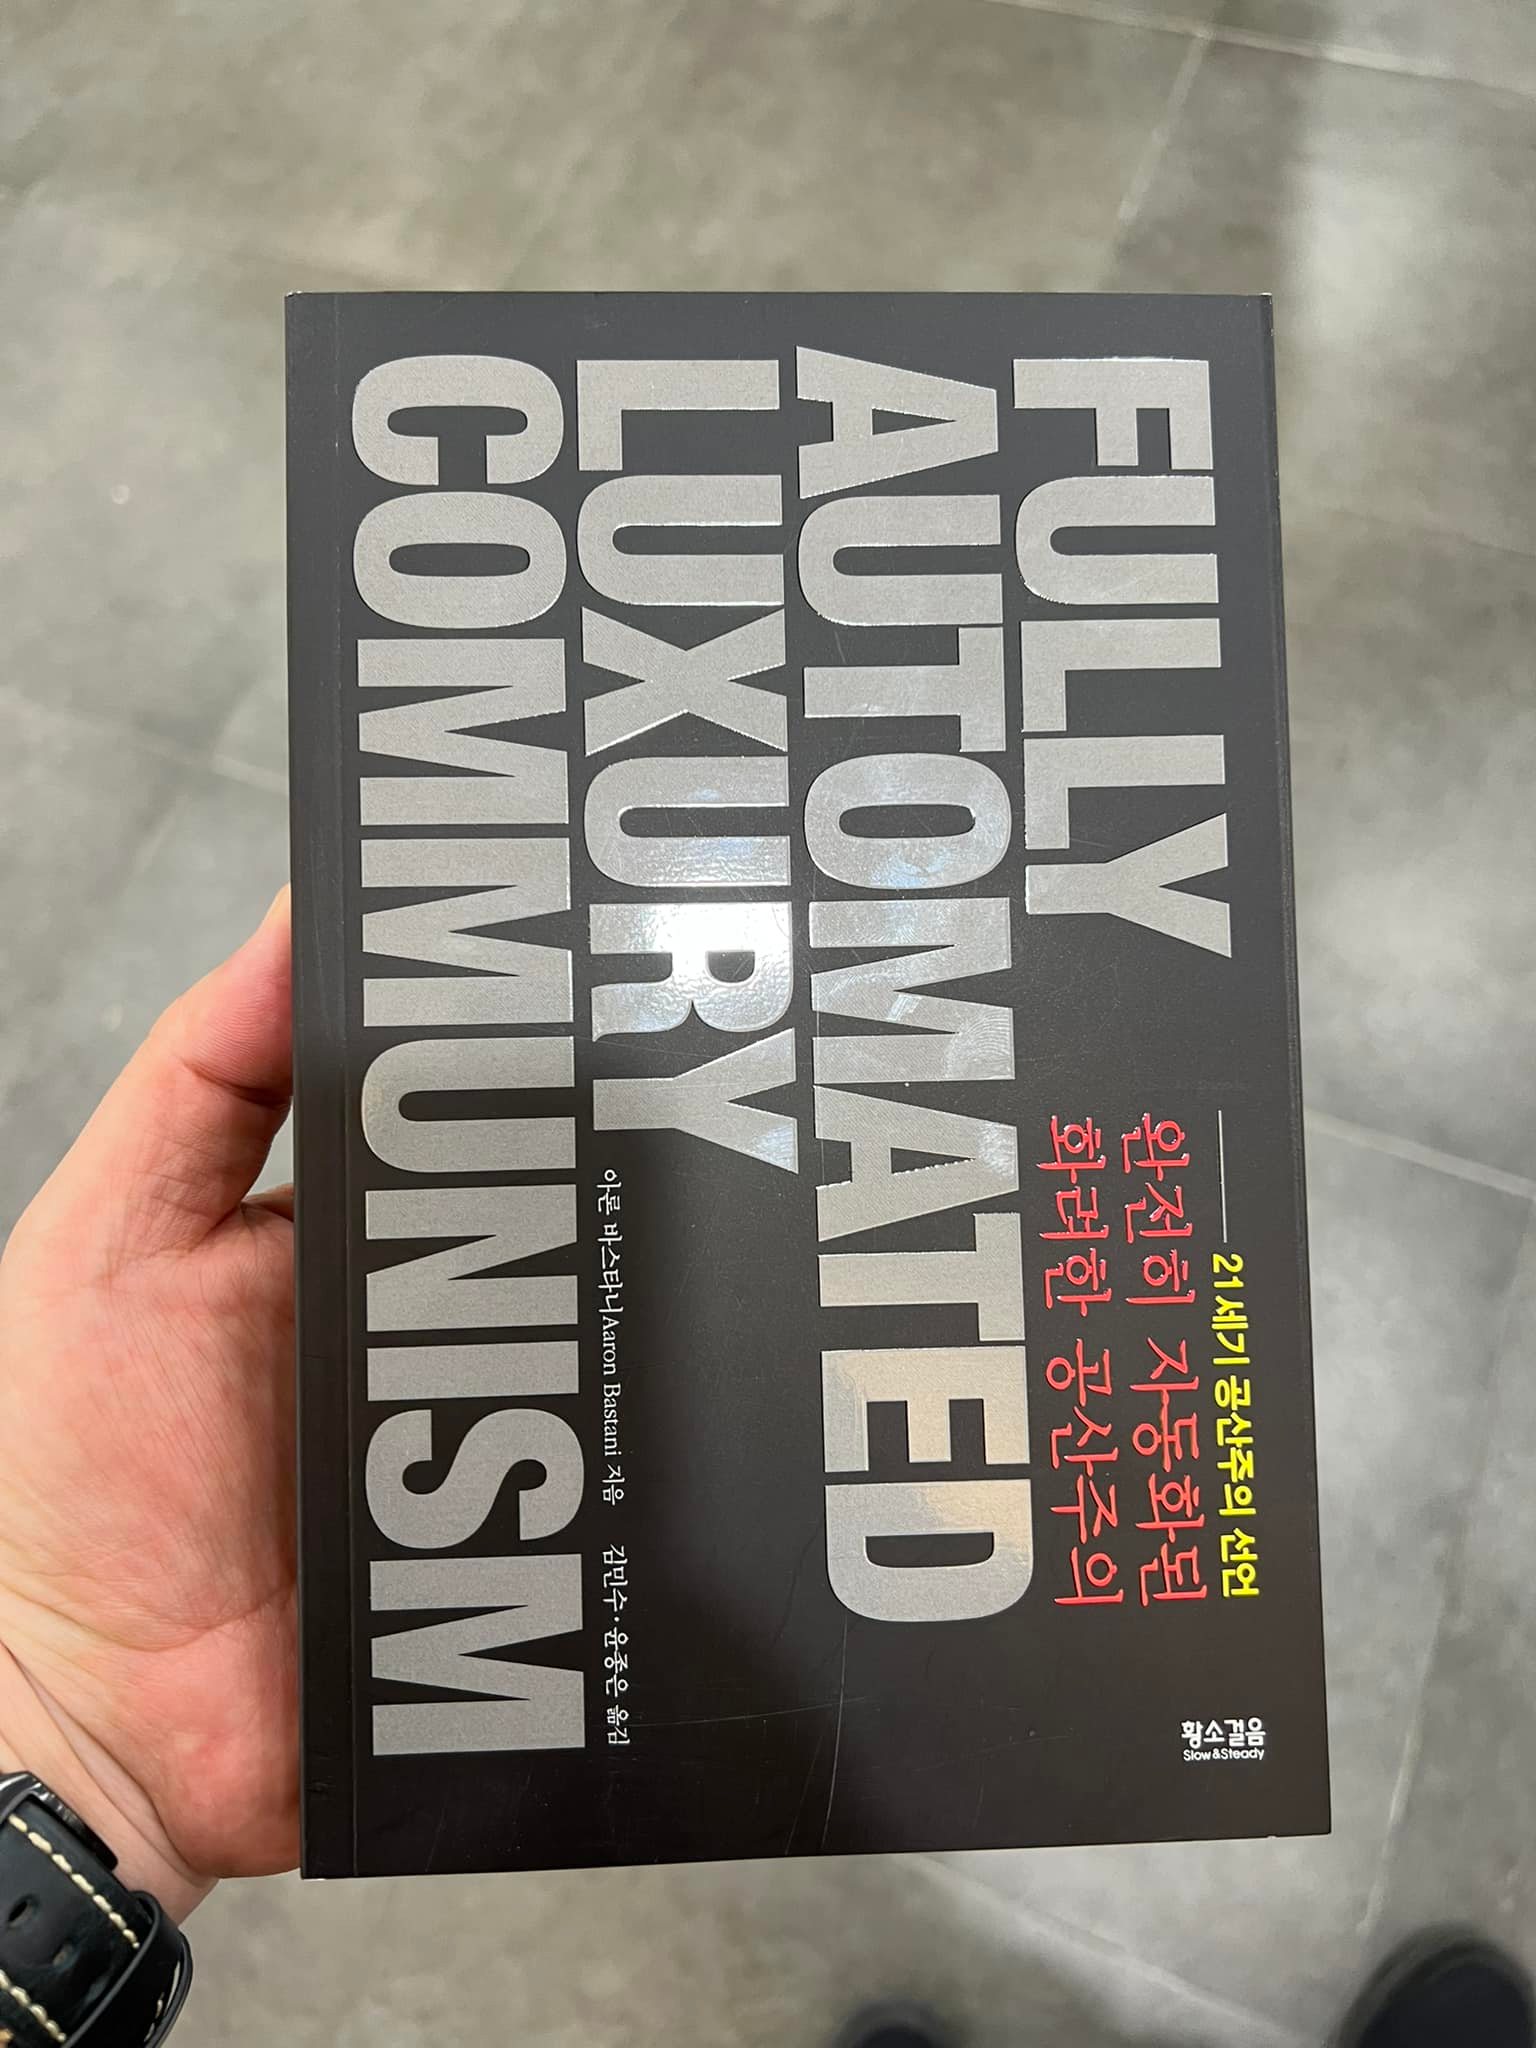 FULLY
AUTOMATED
LUXURY
COMMUNISM
21세기 공산주의 선언
완전히 자동화된
화려한 공산주의
아론 바스타니Aaron Bastani 지음 김민수·윤종은 옮김
황소걸음
Slow&Steady